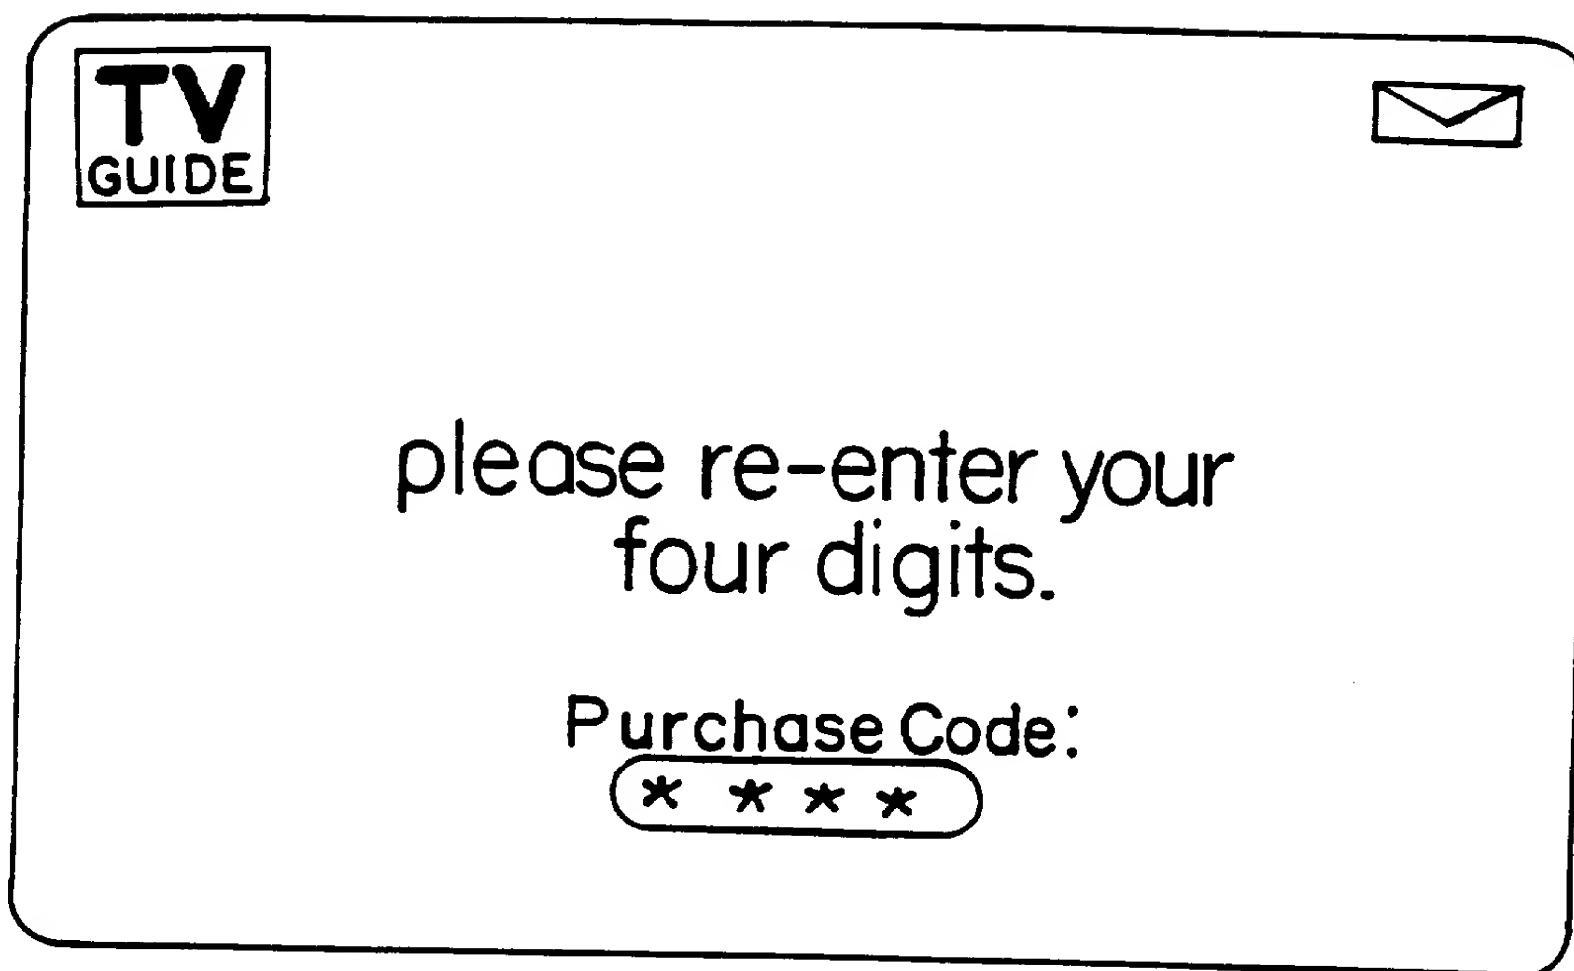 TV
GUIDE
please re-enter your
four digits.
Purchase Code:
* * * *